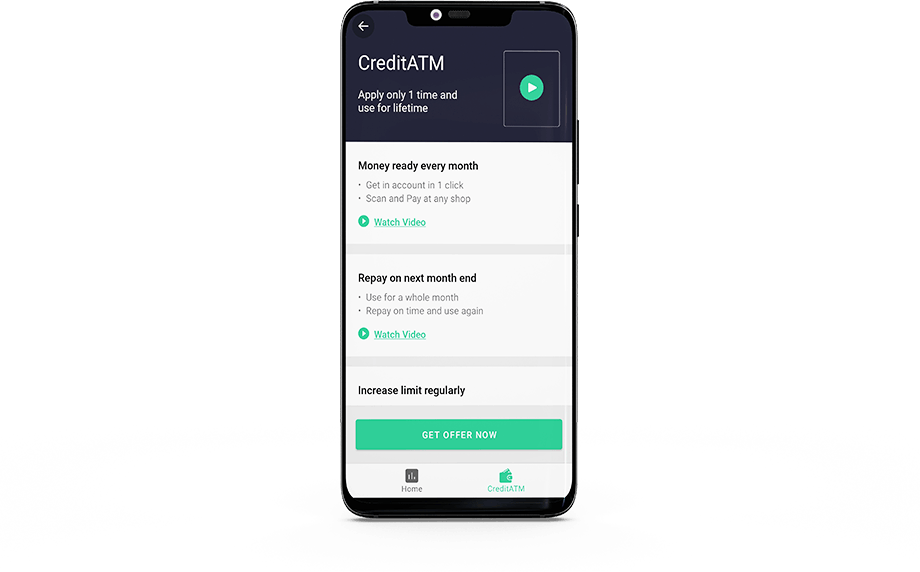 CreditATM
Apply only 1 time and
use for lifetime
Money ready every month
• Get in account in 1 click
• Scan and Pay at any shop
Watch Video
Repay on next month end
• Use for a whole month
• Repay on time and use again
Watch Video
Increase limit regularly
GET OFFER NOW
Home
CreditATM